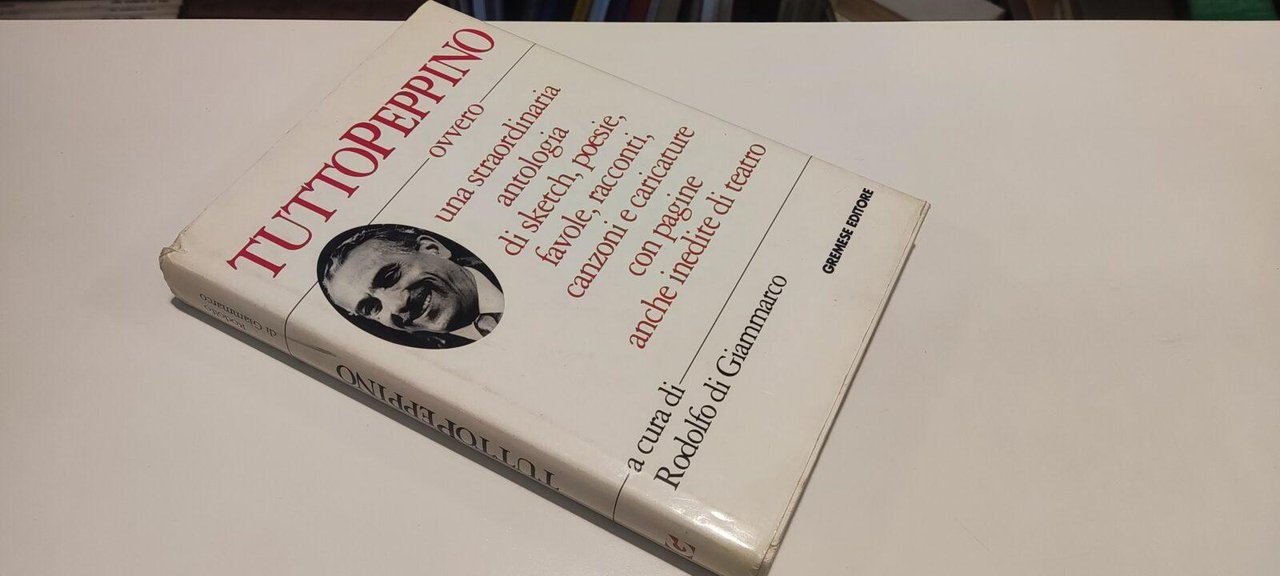 TUTTOPEPPINO
ovvero
una straordinaria
antologia
di sketch, poesie,
favole, racconti,
canzoni e caricature
con pagine
anche inedite di teatro
a cura di
Rodolfo di Giammarco
GREMESE EDITORE
Rodolfo
di Giammarco
TUTTOPEPPINO